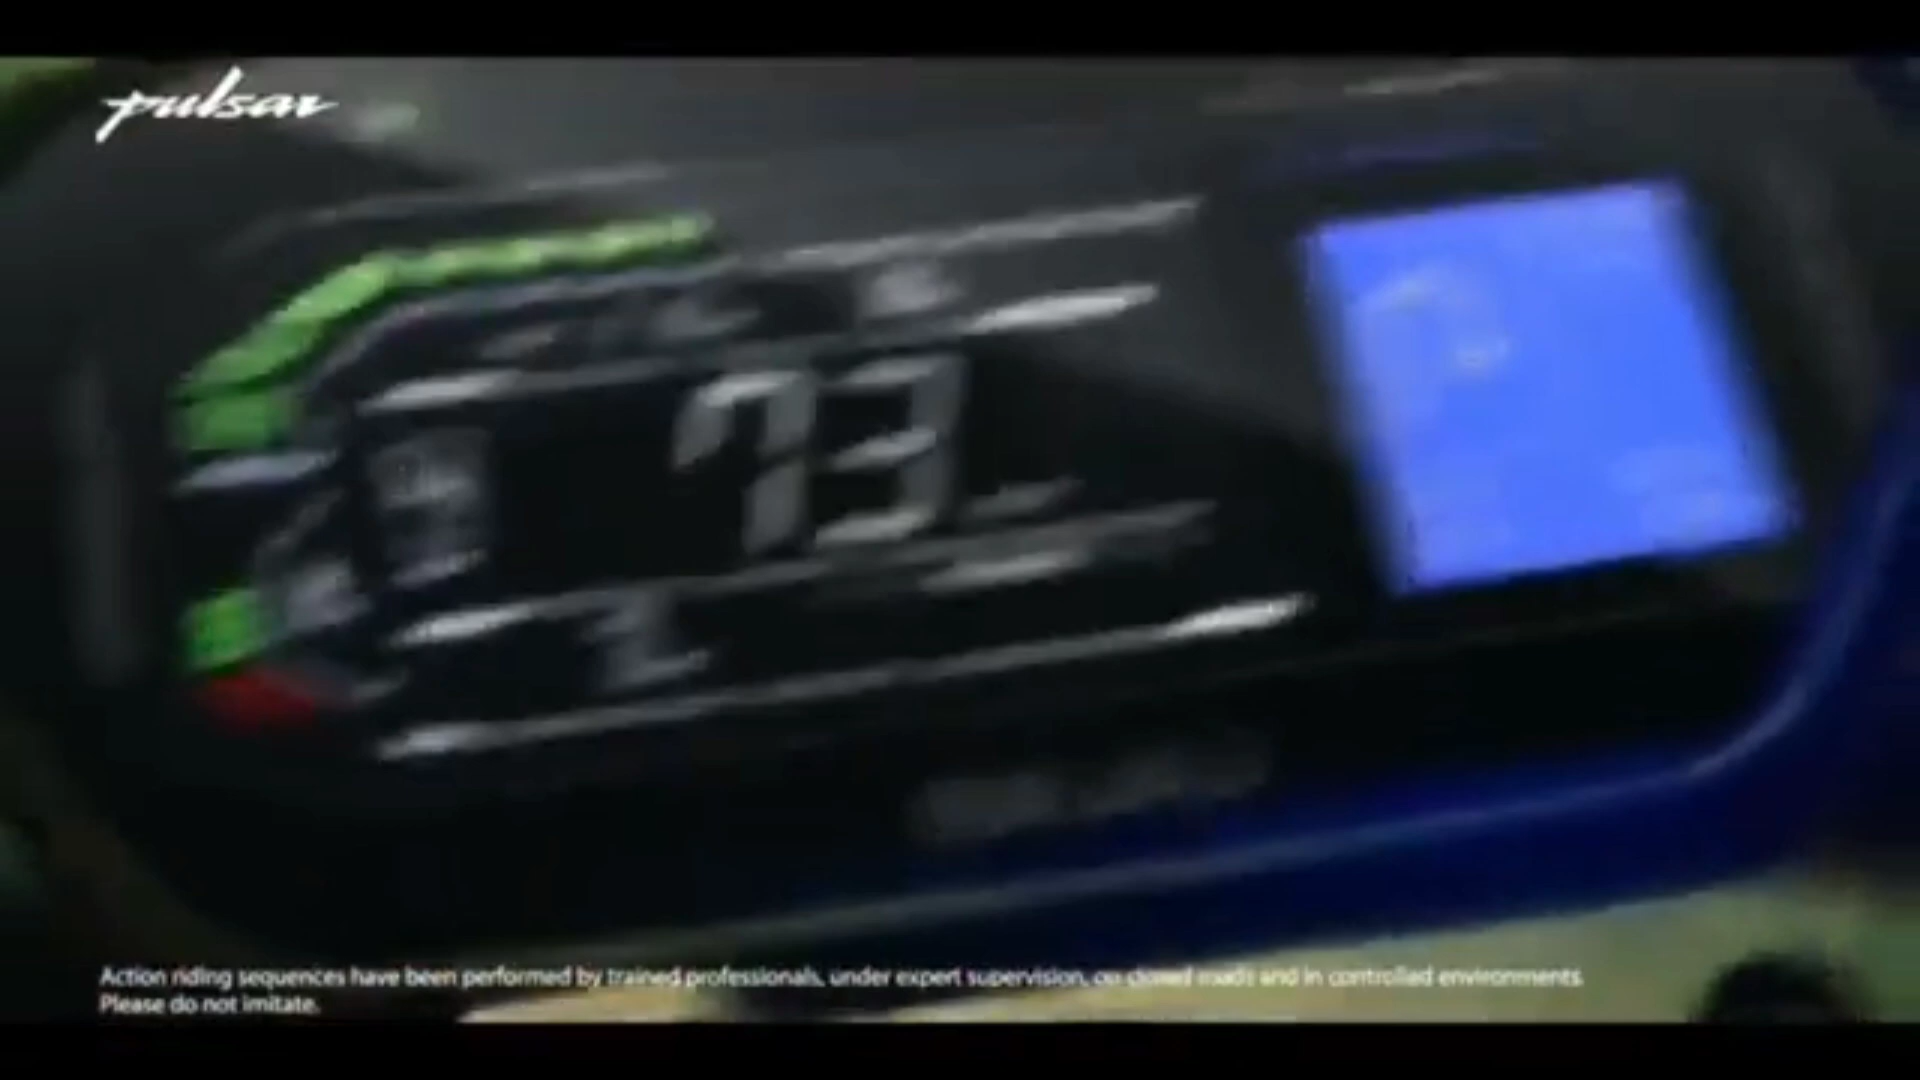 pulsar
73
Action riding sequences have been performed by trained professionals, under expert supervision, on closed roads and in controlled environments.
Please do not imitate.